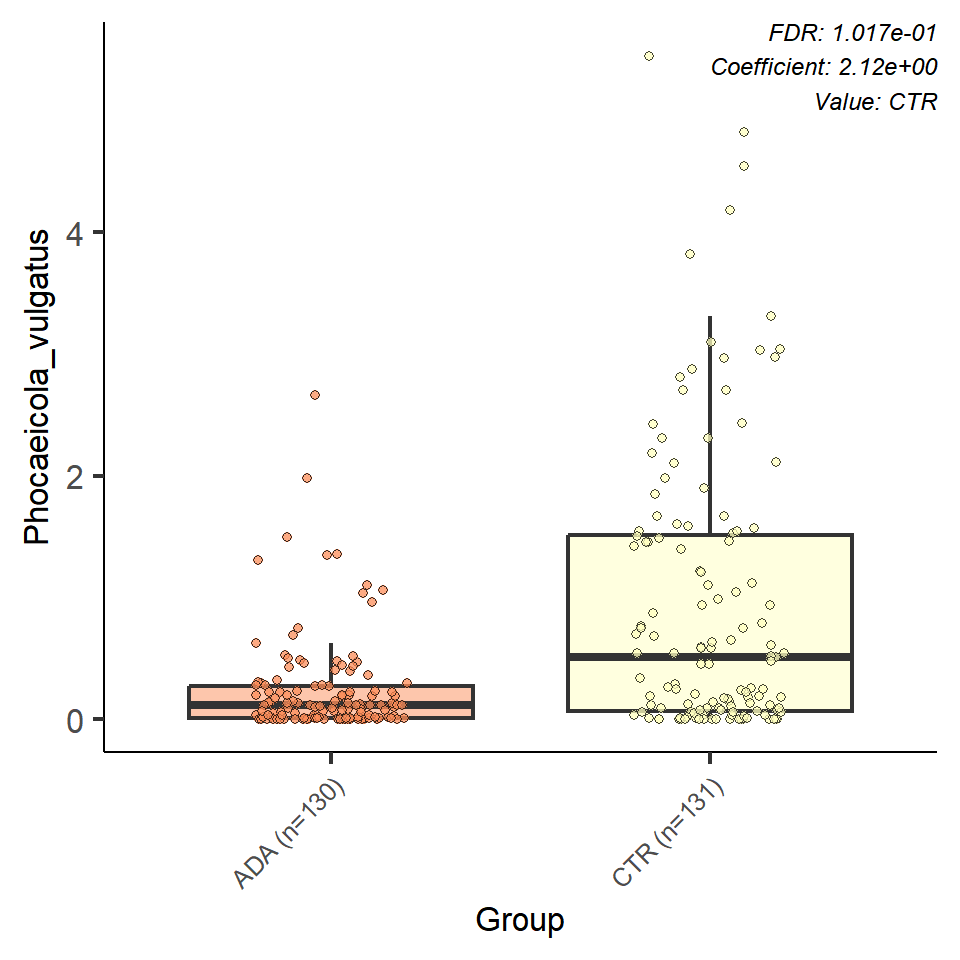 FDR: 1.017e-01
Coefficient: 2.12e+00
Value: CTR
Phocaeicola_vulgatus
4
2
0
ADA (n=130)
CTR (n=131)
Group